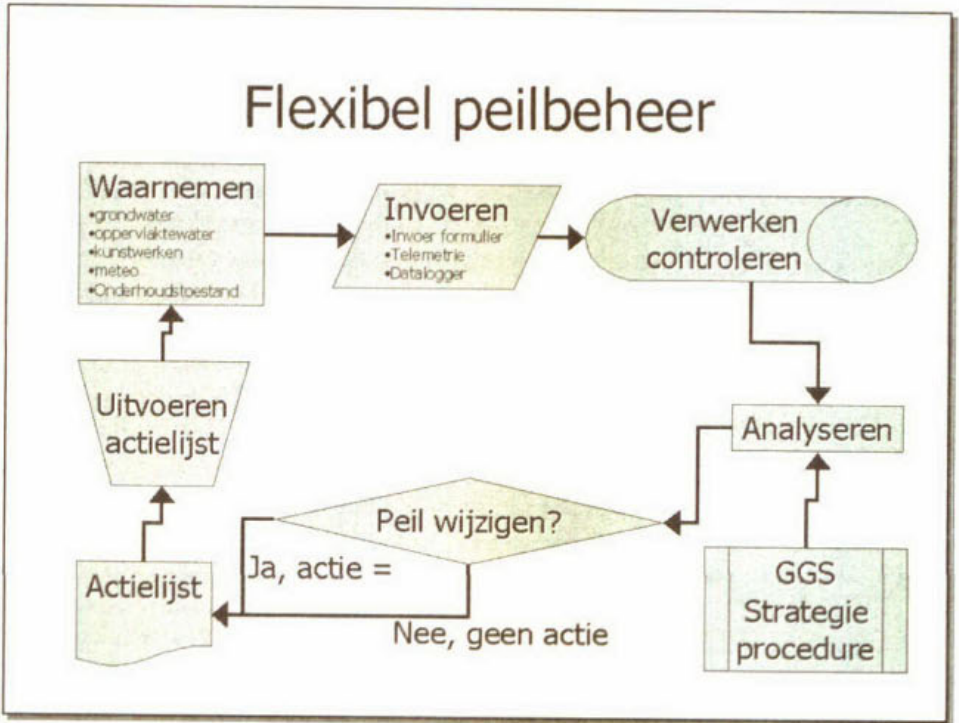 Flexibel peilbeheer
Waarnemen
•grondwater
•oppervlaktewater
•kunstwerken
•meteo
•Onderhoudstoestand
Invoeren
•Invoer formulier
•Telemetrie
•Datalogger
Verwerken
controleren
Analyseren
GGS
Strategie
procedure
Peil wijzigen?
Ja, actie =
Nee, geen actie
Actielijst
Uitvoeren
actielijst